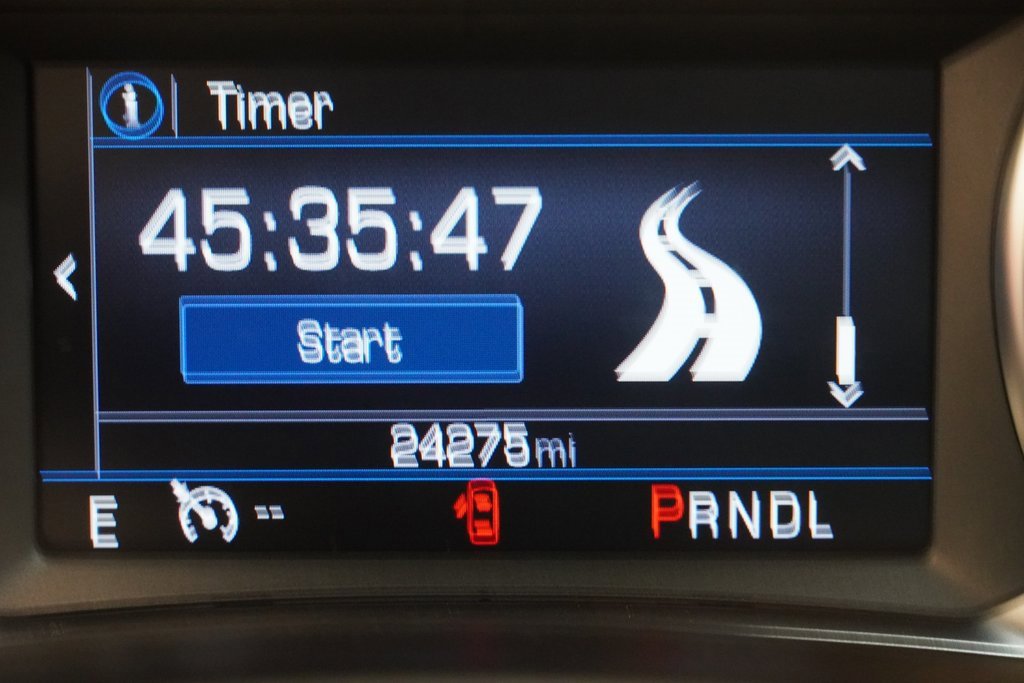 Timer
45:35:47
Start
24275 mi
E -- PRNDL